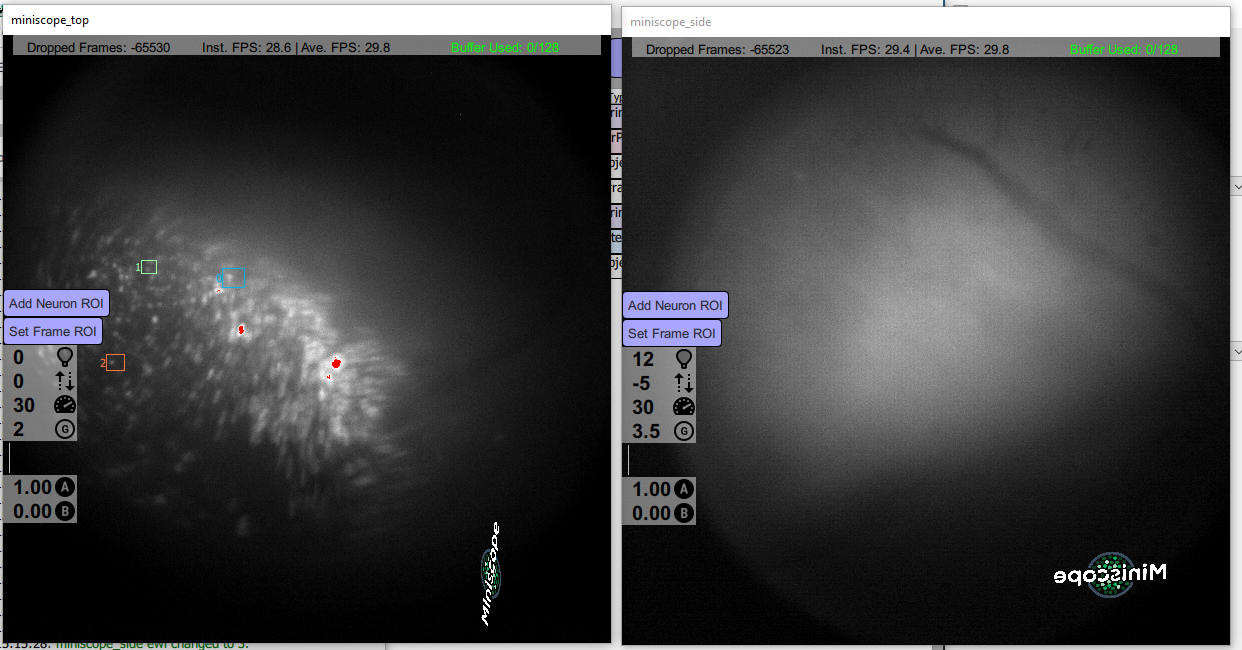 miniscope_top
Dropped Frames: -65530 Inst. FPS: 28.6 | Ave. FPS: 29.8 Buffer Used: 0/128
1
2
Add Neuron ROI
Set Frame ROI
0
0
30
2 G
1.00 A
0.00 B
Miniscope
miniscope_side
Dropped Frames: -65523 Inst. FPS: 29.4 | Ave. FPS: 29.8 Buffer Used: 0/128
Add Neuron ROI
Set Frame ROI
12
-5
30
3.5 G
1.00 A
0.00 B
Miniscope
miniscope_side ewl changed to 5.